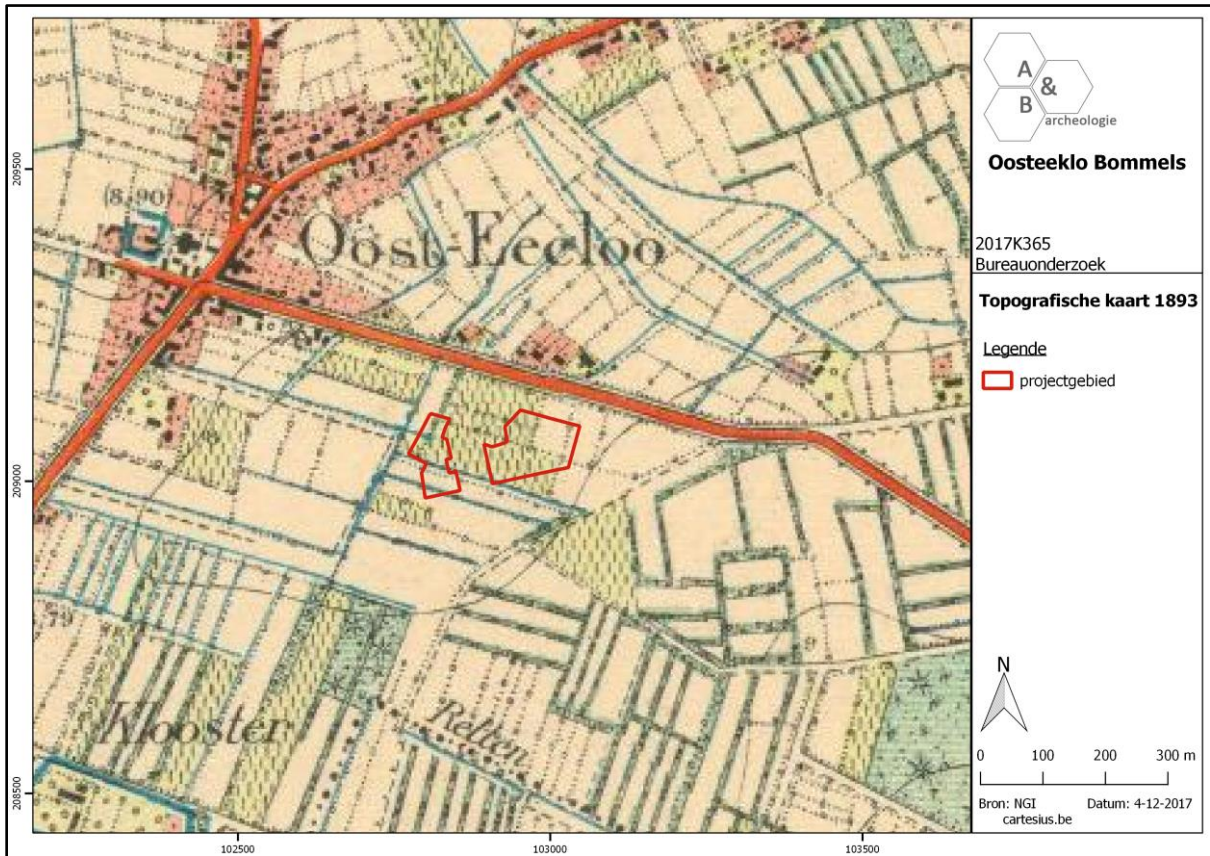 (8,90)
Oost-Eecloo
Klooster
Relten
209500
209000
208500
102500
103000
103500
A
&
B
archeologie
Oosteeklo Bommels
2017K365
Bureauonderzoek
Topografische kaart 1893
Legende
projectgebied
N
0 100 200 300 m
Bron: NGI Datum: 4-12-2017
cartesius.be